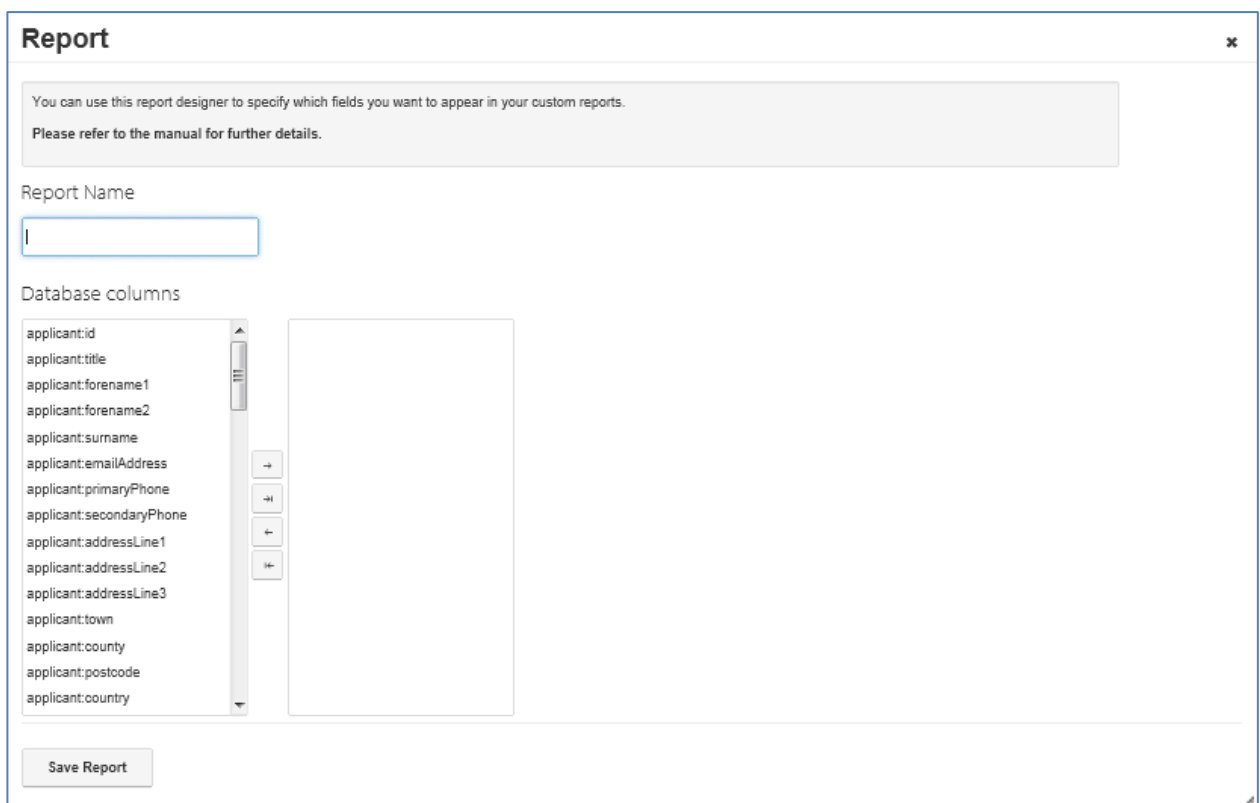 Report
You can use this report designer to specify which fields you want to appear in your custom reports.
Please refer to the manual for further details.
Report Name
Database columns
applicant:id
applicant:title
applicant:forename1
applicant:forename2
applicant:surname
applicant:emailAddress
applicant:primaryPhone
applicant:secondaryPhone
applicant:addressLine1
applicant:addressLine2
applicant:addressLine3
applicant:town
applicant:county
applicant:postcode
applicant:country
Save Report